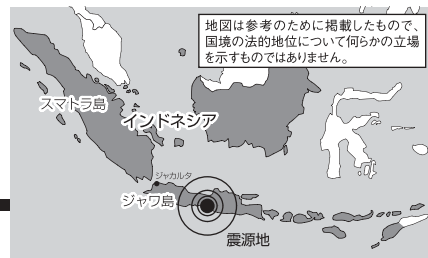 地図は参考のために掲載したもので、
国境の法的地位について何らかの立場
を示すものではありません。
スマトラ島
インドネシア
ジャカルタ
ジャワ島
震源地